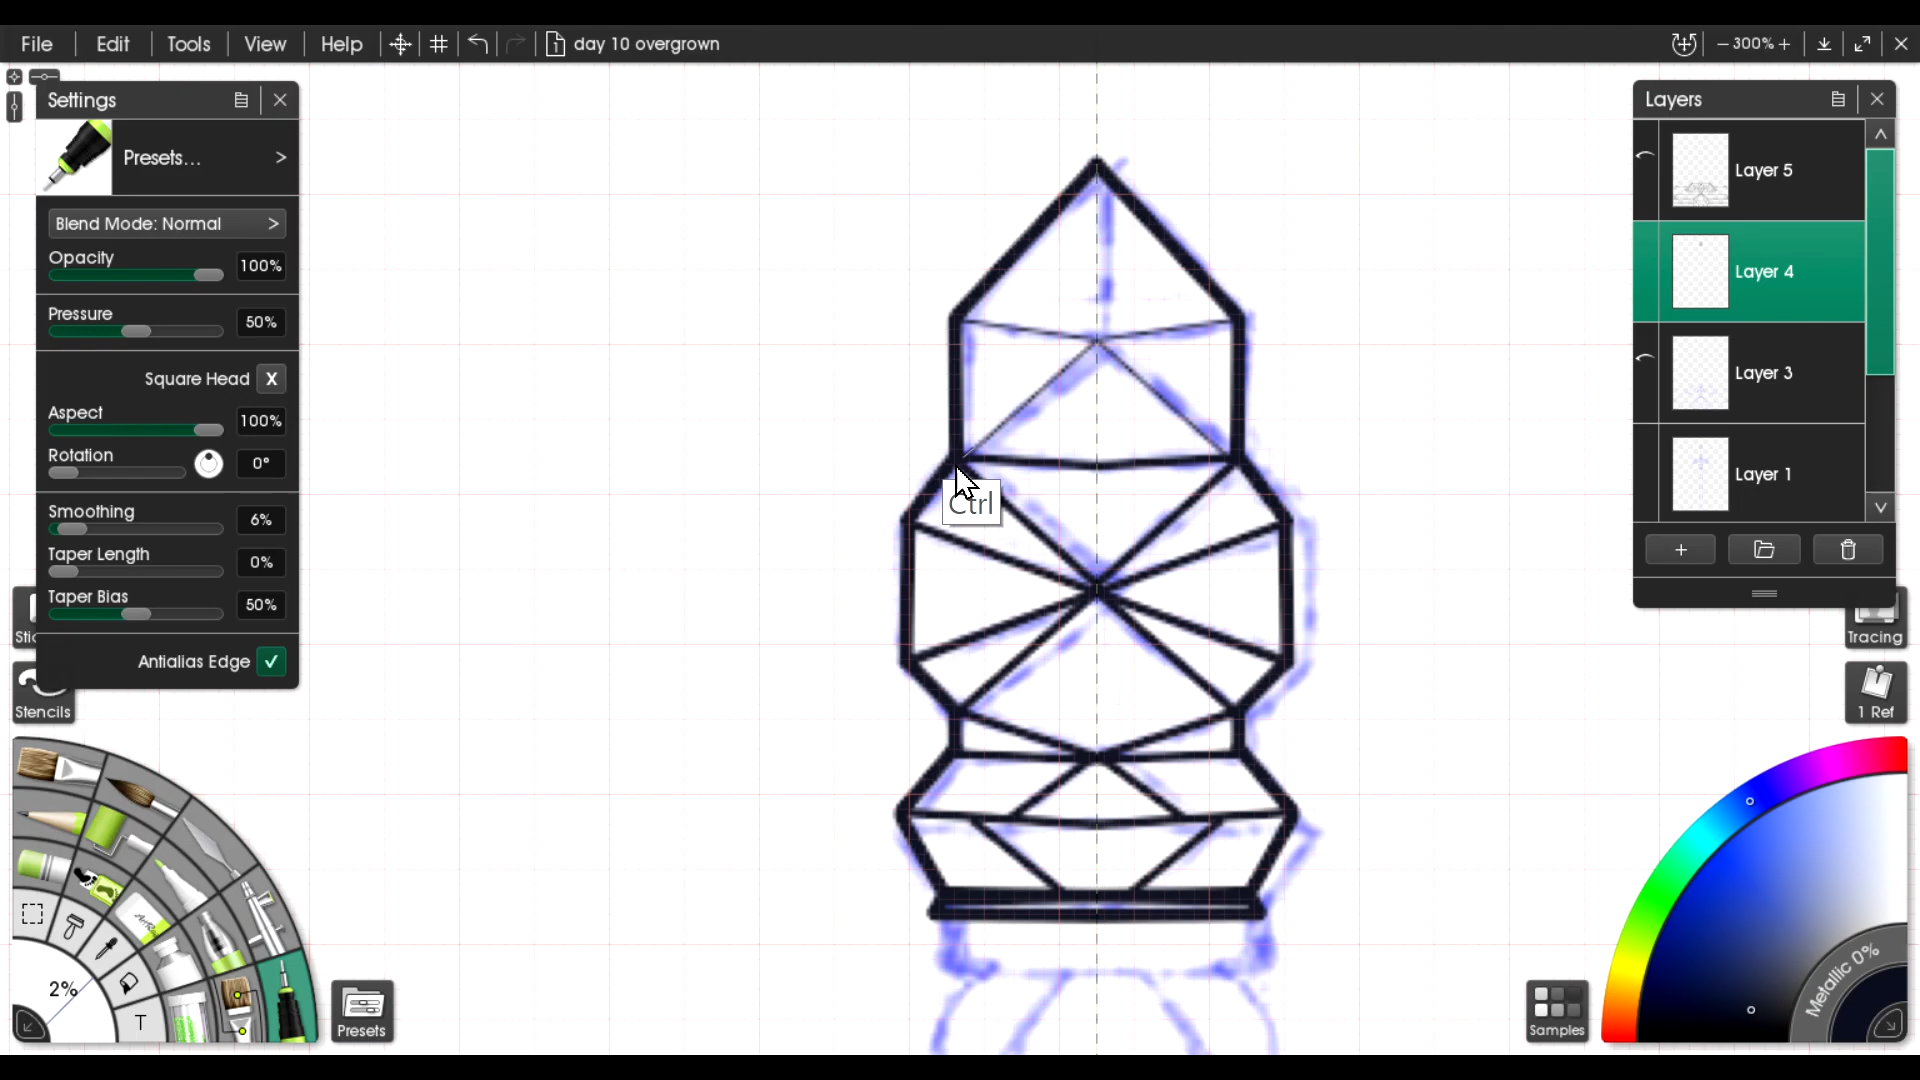 File Edit Tools View Help day 10 overgrown − 300% +
Settings
Presets... >
Blend Mode: Normal >
Opacity 100%
Pressure 50%
Square Head X
Aspect 100%
Rotation 0°
Smoothing 6%
Taper Length 0%
Taper Bias 50%
Antialias Edge
Stencils
2%
T
Presets
Ctrl
Layers
Layer 5
Layer 4
Layer 3
Layer 1
+
Tracing
1 Ref
Metallic 0%
Samples